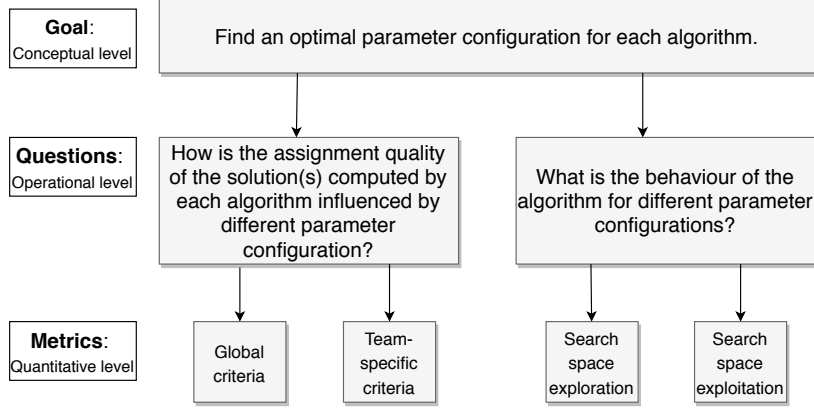 Goal:
Conceptual level
Find an optimal parameter configuration for each algorithm.
Questions:
Operational level
How is the assignment quality
of the solution(s) computed by
each algorithm influenced by
different parameter
configuration?
What is the behaviour of the
algorithm for different parameter
configurations?
Metrics:
Quantitative level
Global
criteria
Team-
specific
criteria
Search
space
exploration
Search
space
exploitation